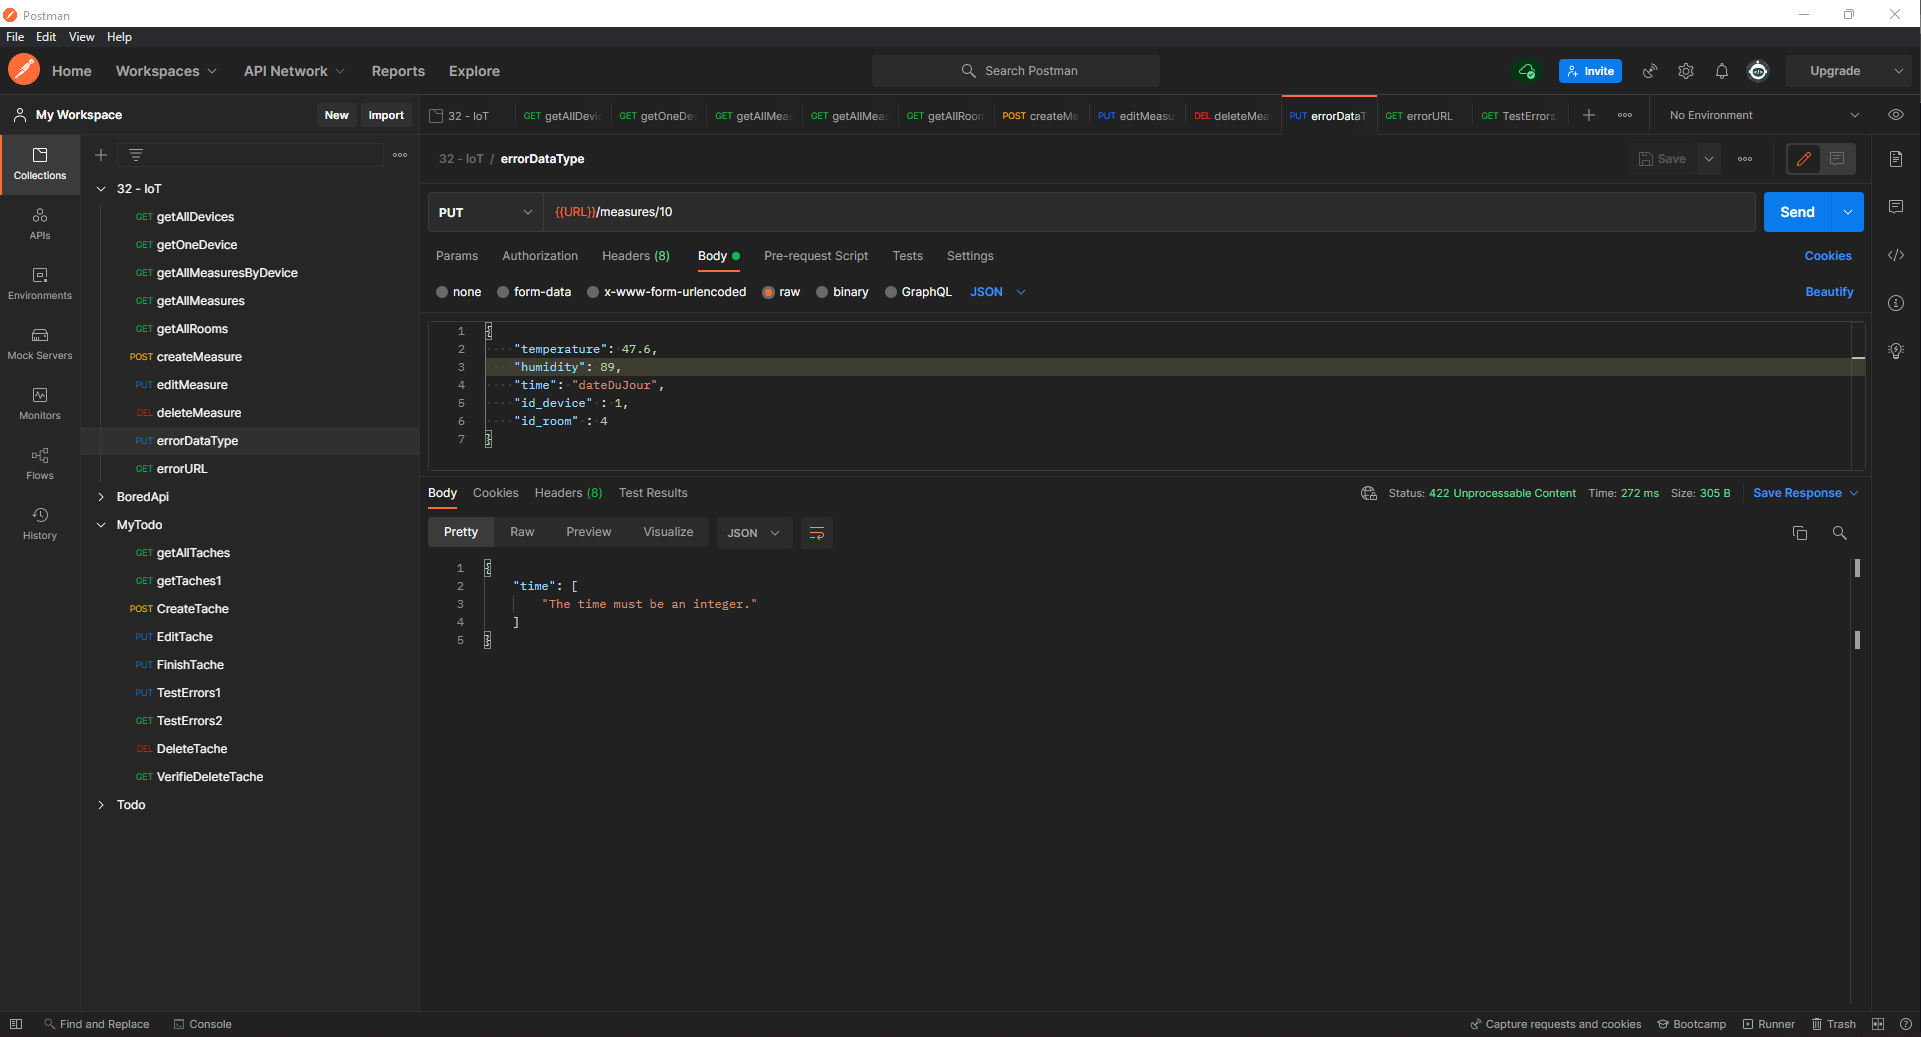 Postman
File Edit View Help
Home Workspaces API Network Reports Explore Search Postman Invite Upgrade
My Workspace New Import 32 - IoT GET getAllDevic GET getOneDe GET getAllMea GET getAllMea GET getAllRoon POST createMe PUT editMeasu DEL deleteMea PUT errorDataT GET errorURL GET TestErrors No Environment
Collections
APIs
Environments
Mock Servers
Monitors
Flows
History
32 - IoT
GET getAllDevices
GET getOneDevice
GET getAllMeasuresByDevice
GET getAllMeasures
GET getAllRooms
POST createMeasure
PUT editMeasure
DEL deleteMeasure
PUT errorDataType
GET errorURL
BoredApi
MyTodo
GET getAllTaches
GET getTaches1
POST CreateTache
PUT EditTache
PUT FinishTache
PUT TestErrors1
GET TestErrors2
DEL DeleteTache
GET VerifieDeleteTache
Todo
32 - IoT / errorDataType Save
PUT {{URL}}/measures/10 Send
Params Authorization Headers (8) Body Pre-request Script Tests Settings Cookies
none form-data x-www-form-urlencoded raw binary GraphQL JSON Beautify
1 {
2 "temperature": 47.6,
3 "humidity": 89,
4 "time": "dateDuJour",
5 "id_device" : 1,
6 "id_room" : 4
7 }
Body Cookies Headers (8) Test Results Status: 422 Unprocessable Content Time: 272 ms Size: 305 B Save Response
Pretty Raw Preview Visualize JSON
1 {
2 "time": [
3 "The time must be an integer."
4 ]
5 }
Find and Replace Console Capture requests and cookies Bootcamp Runner Trash